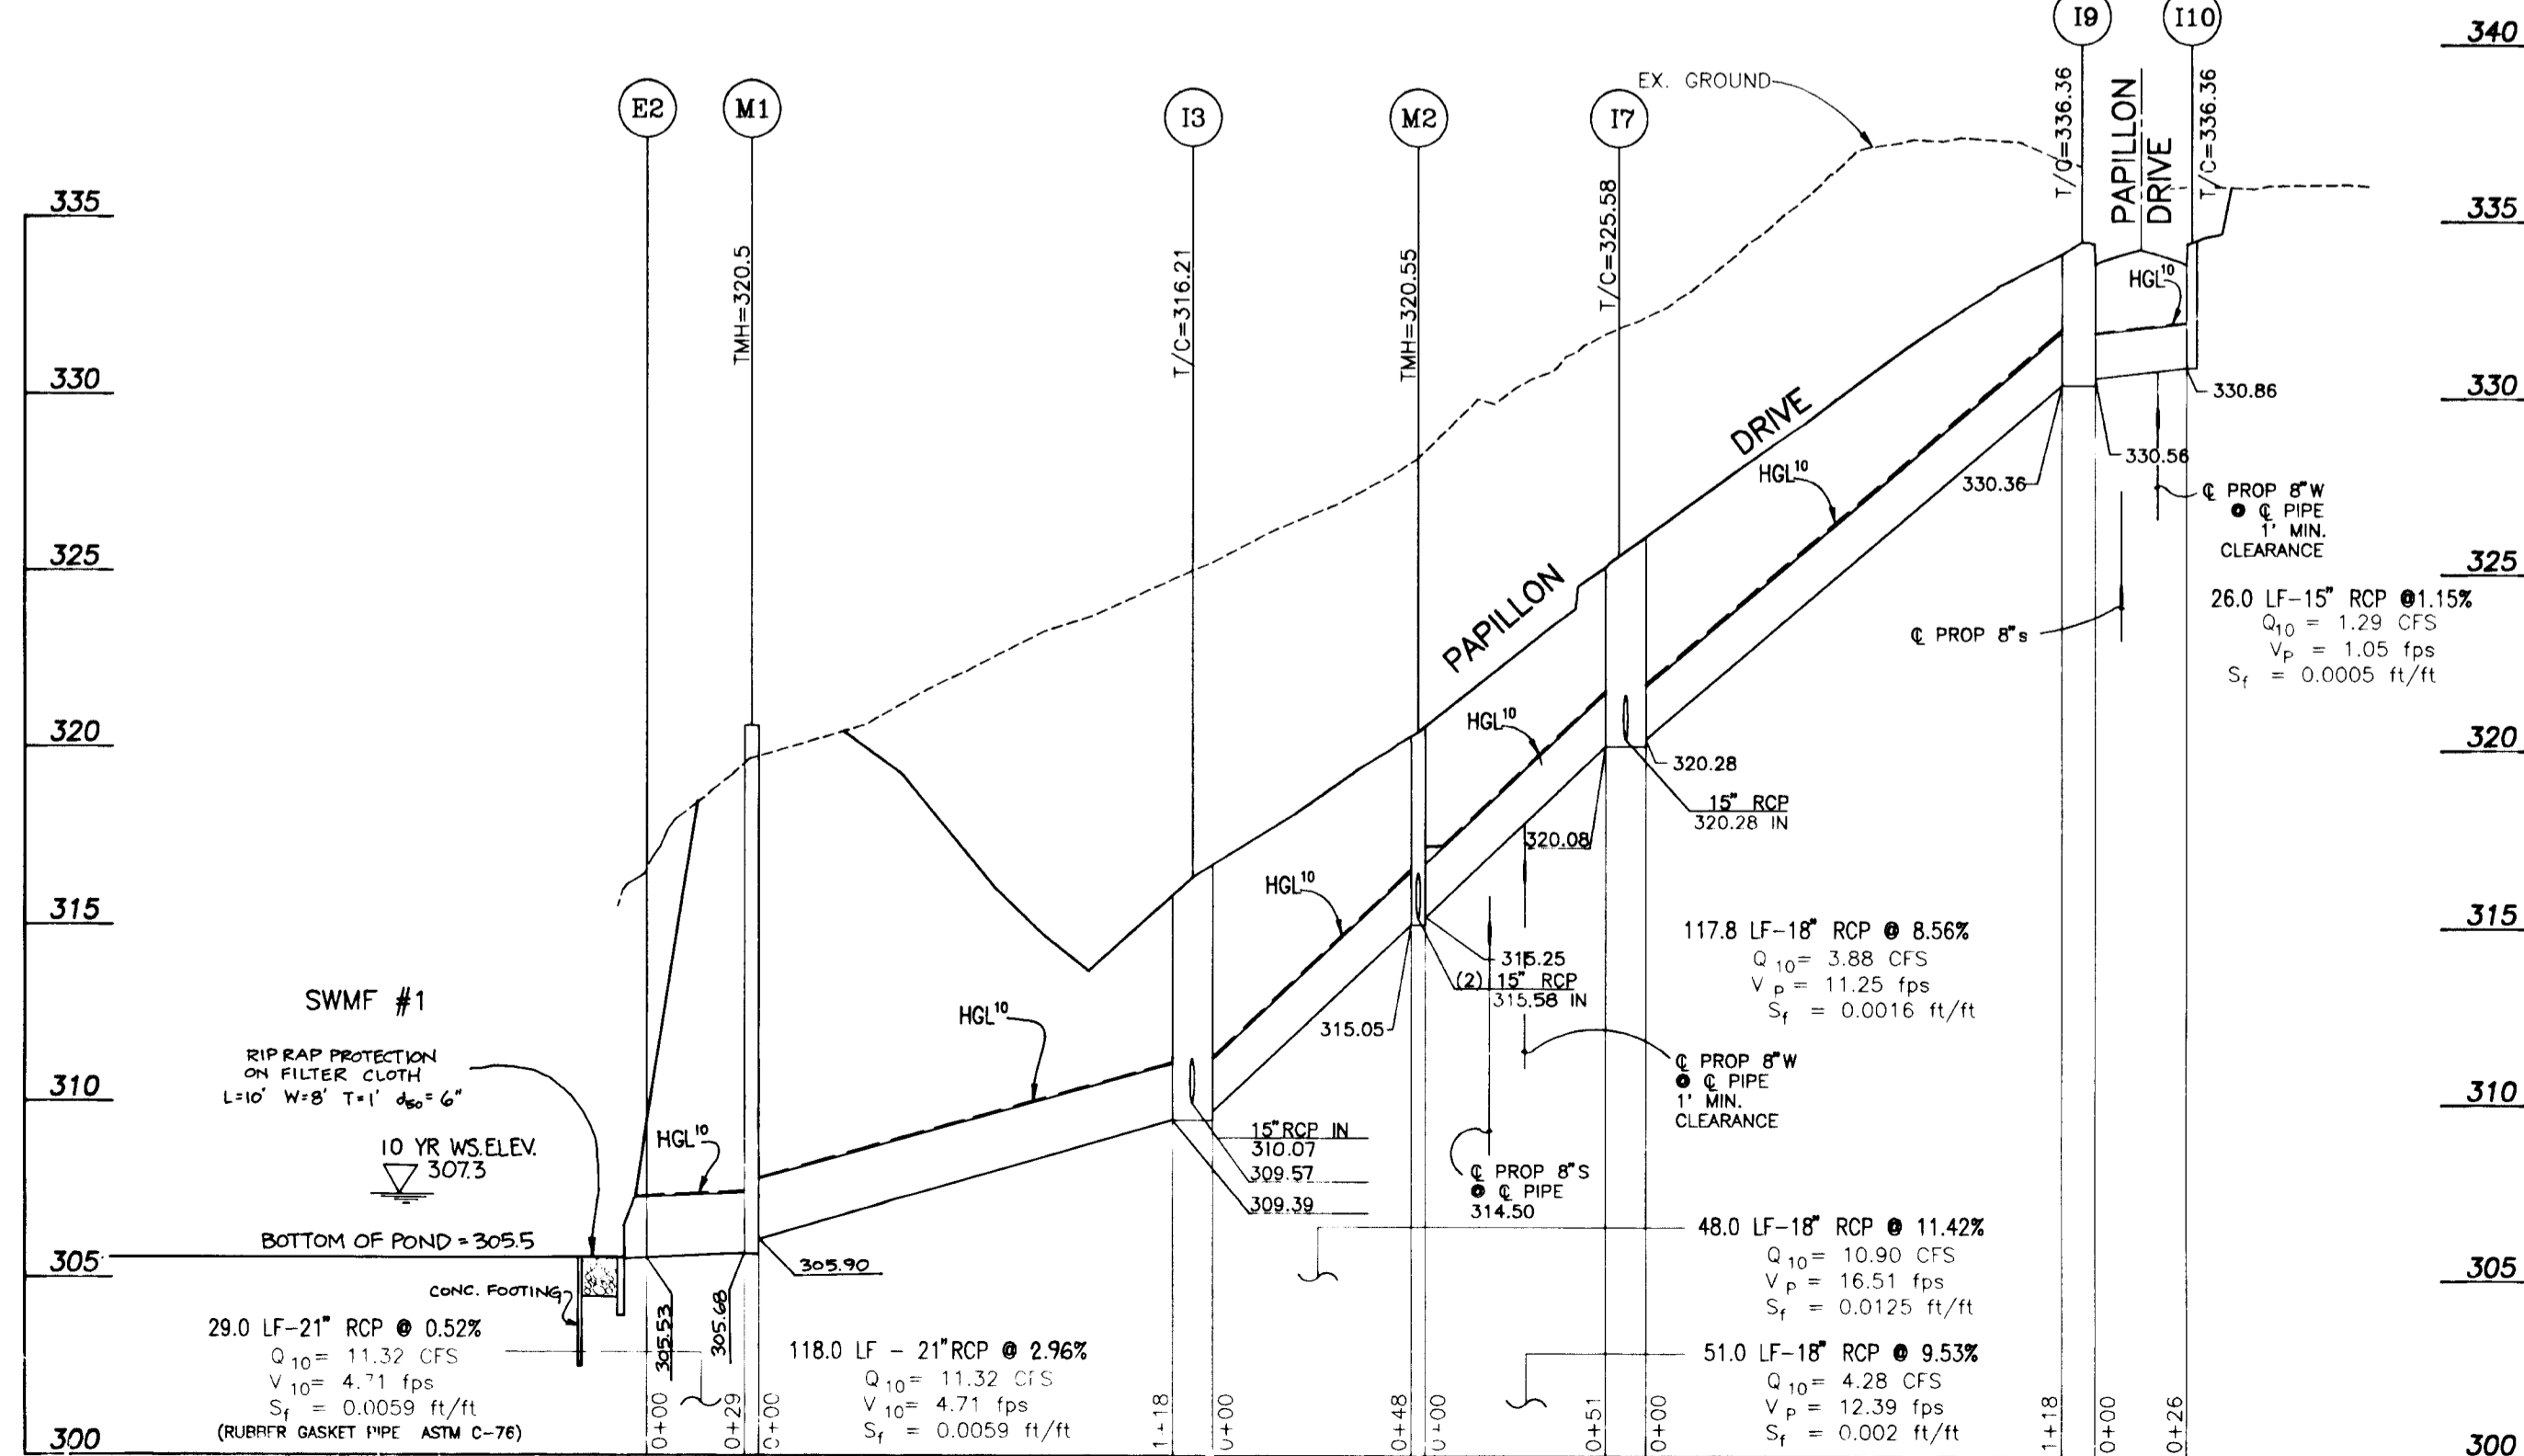 I9
I10
340
340
E2
M1
I3
M2
I7
EX. GROUND
T/C=336.36
PAPILLON
DRIVE
T/C=336.36
335
335
TMH=320.5
T/C=316.21
TMH=320.55
T/C=325.58
HGL10
330
330
330.86
330.56
330.36
DRIVE
HGL10
℄ PROP 8"W
@ ℄ PIPE
1' MIN.
CLEARANCE
325
325
26.0 LF-15" RCP @1.15%
Q10 = 1.29 CFS
VP = 1.05 fps
Sf = 0.0005 ft/ft
℄ PROP 8"s
PAPILLON
HGL10
320
320
320.28
15" RCP
320.28 IN
320.08
HGL10
315
315
117.8 LF-18" RCP @ 8.56%
Q10 = 3.88 CFS
VP = 11.25 fps
Sf = 0.0016 ft/ft
315.25
(2) 15" RCP
315.58 IN
315.05
SWMF #1
HGL10
RIP RAP PROTECTION
ON FILTER CLOTH
L=10' W=8' T=1' d50=6"
℄ PROP 8"W
@ ℄ PIPE
1' MIN.
CLEARANCE
310
310
HGL10
15"RCP IN
310.07
309.57
309.39
10 YR WS.ELEV.
307.3
℄ PROP 8"S
@ ℄ PIPE
314.50
BOTTOM OF POND = 305.5
305
305
305.90
CONC. FOOTING
305.53
305.68
48.0 LF-18" RCP @ 11.42%
Q10 = 10.90 CFS
VP = 16.51 fps
Sf = 0.0125 ft/ft
29.0 LF-21" RCP @ 0.52%
Q10 = 11.32 CFS
V10 = 4.71 fps
Sf = 0.0059 ft/ft
(RUBBER GASKET PIPE ASTM C-76)
118.0 LF - 21"RCP @ 2.96%
Q10 = 11.32 CFS
V10 = 4.71 fps
Sf = 0.0059 ft/ft
51.0 LF-18" RCP @ 9.53%
Q10 = 4.28 CFS
VP = 12.39 fps
Sf = 0.002 ft/ft
300
300
0+00
0+29
0+00
1+18
0+00
0+48
0+00
0+51
0+00
1+18
0+00
0+26